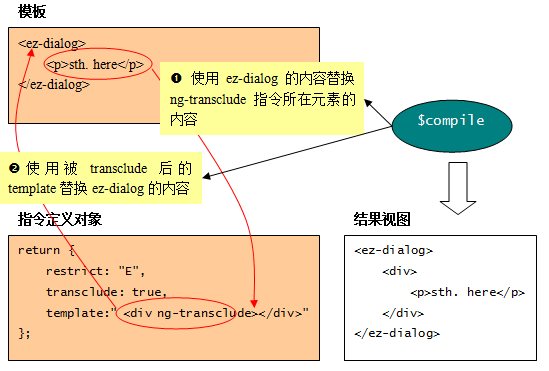 模板
<ez-dialog>
<p>sth. here</p>
</ez-dialog>
❶ 使用 ez-dialog 的内容替换
ng-transclude 指令所在元素的
内容
$compile
❷ 使用被 transclude 后的
template 替换 ez-dialog 的内容
指令定义对象
return {
restrict: "E",
transclude: true,
template:" <div ng-transclude></div>"
};
结果视图
<ez-dialog>
<div>
<p>sth. here</p>
</div>
</ez-dialog>